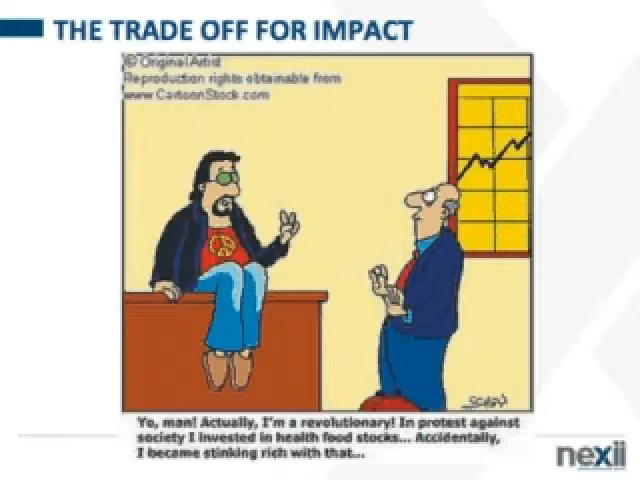 THE TRADE OFF FOR IMPACT
© Original Artist
Reproduction rights obtainable from
www.CartoonStock.com
Yo, man! Actually, I'm a revolutionary! In protest against
society I invested in health food stocks... Accidentally,
I became stinking rich with that...
nexii